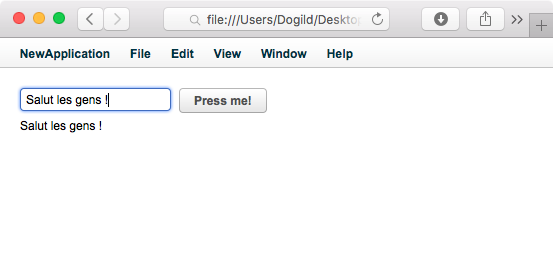 file:///Users/Dogild/Deskto
NewApplication File Edit View Window Help
Salut les gens ! Press me!
Salut les gens !